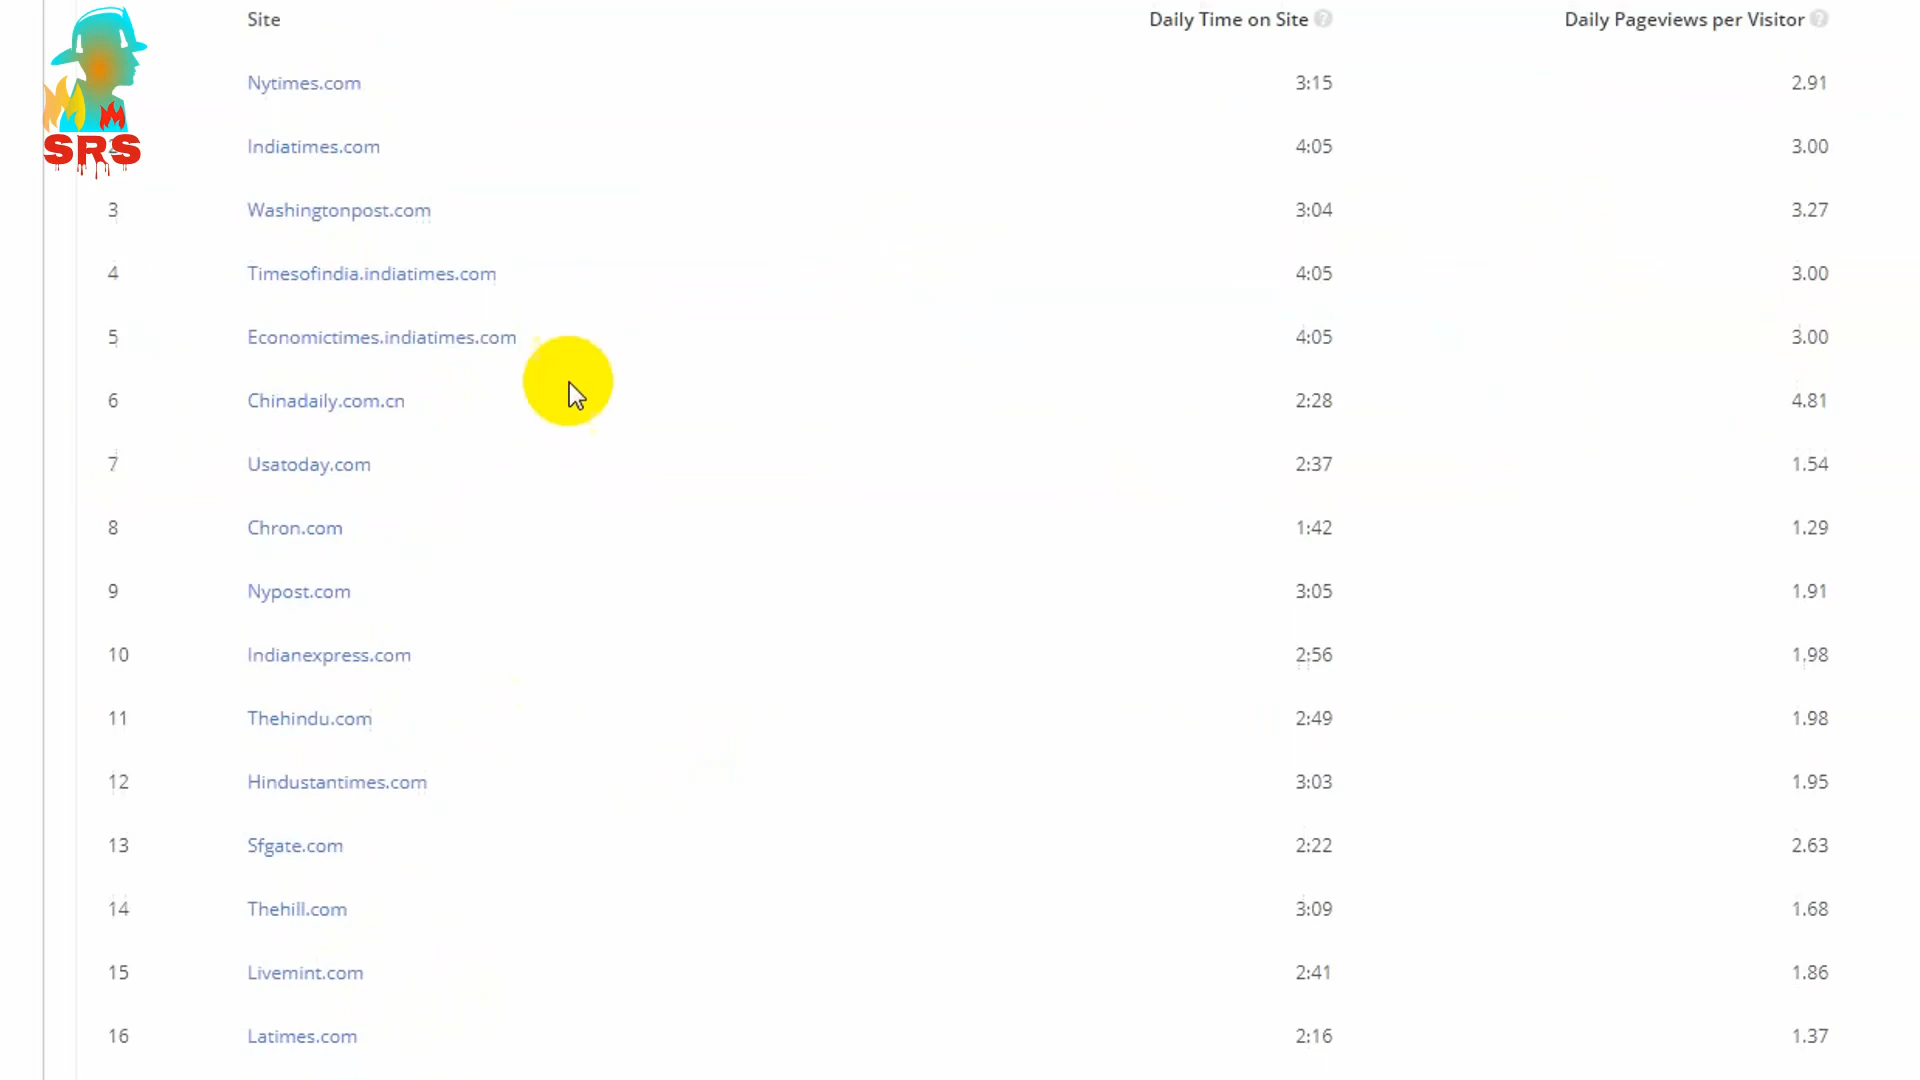 SRS
Site Daily Time on Site Daily Pageviews per Visitor
Nytimes.com 3:15 2.91
Indiatimes.com 4:05 3.00
3 Washingtonpost.com 3:04 3.27
4 Timesofindia.indiatimes.com 4:05 3.00
5 Economictimes.indiatimes.com 4:05 3.00
6 Chinadaily.com.cn 2:28 4.81
7 Usatoday.com 2:37 1.54
8 Chron.com 1:42 1.29
9 Nypost.com 3:05 1.91
10 Indianexpress.com 2:56 1.98
11 Thehindu.com 2:49 1.98
12 Hindustantimes.com 3:03 1.95
13 Sfgate.com 2:22 2.63
14 Thehill.com 3:09 1.68
15 Livemint.com 2:41 1.86
16 Latimes.com 2:16 1.37